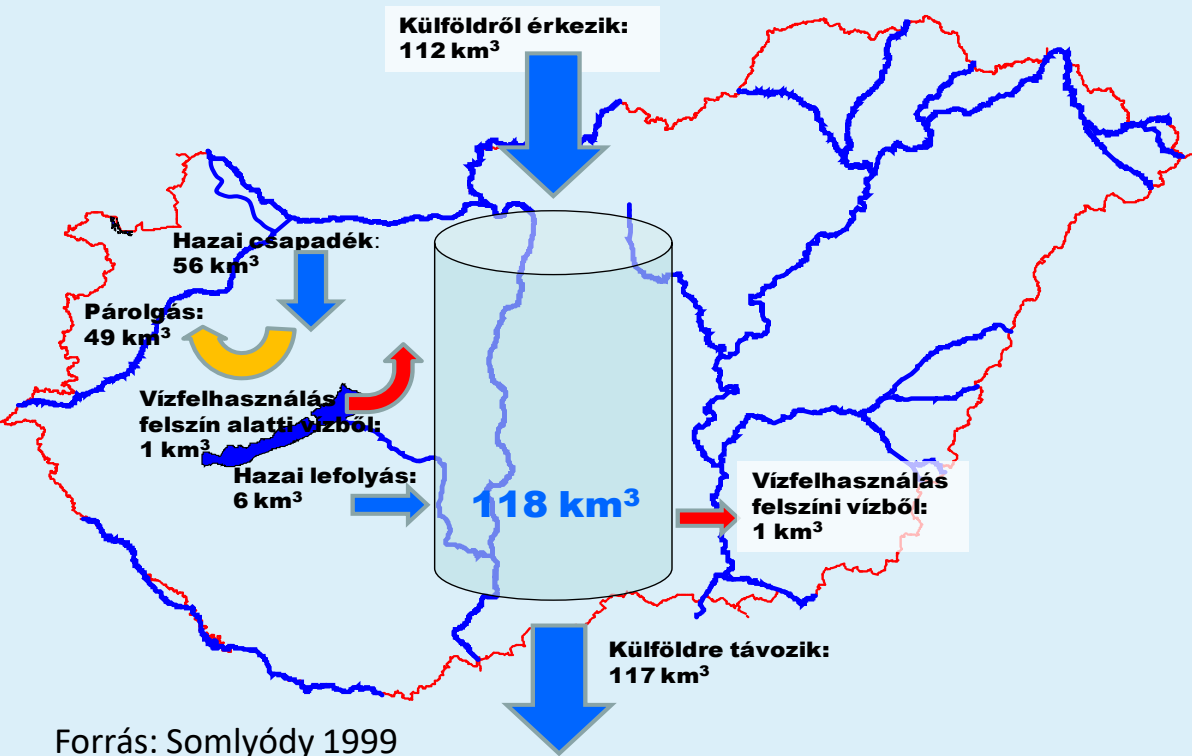 Külföldről érkezik:
112 km³
Hazai csapadék:
56 km³
Párolgás:
49 km³
Vízfelhasználás
felszín alatti vízből:
1 km³
Hazai lefolyás:
6 km³
118 km³
Vízfelhasználás
felszíni vízből:
1 km³
Külföldre távozik:
117 km³
Forrás: Somlyódy 1999